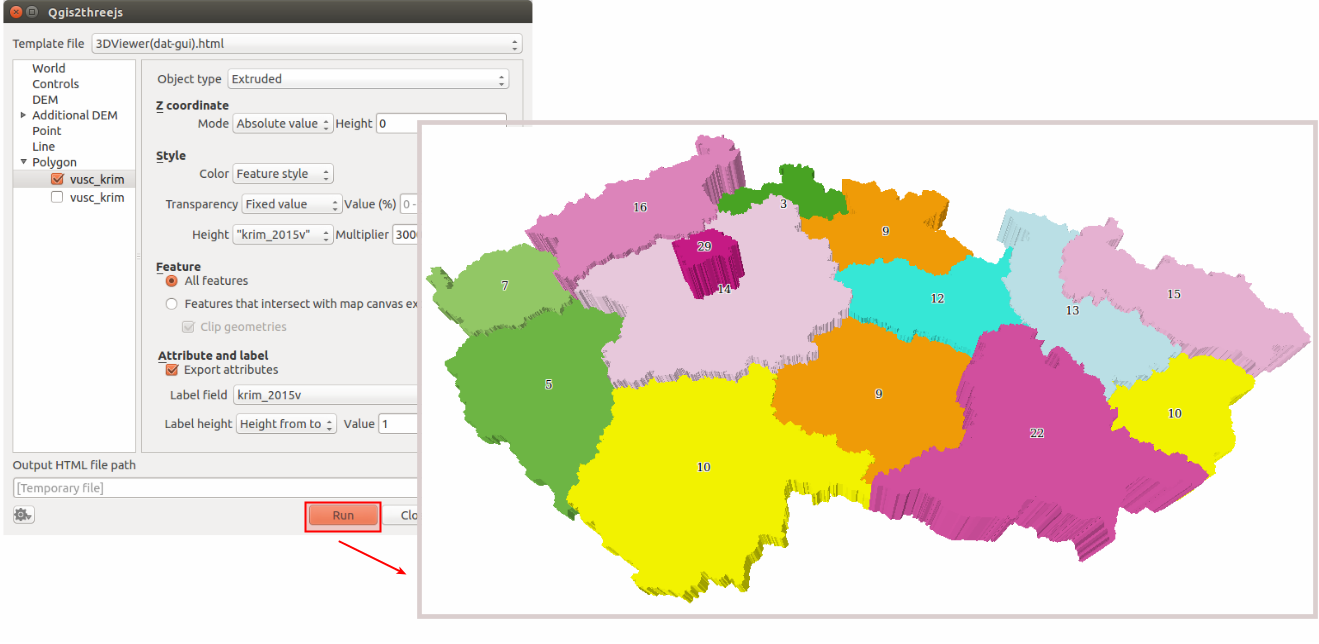 Qgis2threejs
Template file 3DViewer(dat-gui).html
World
Controls
DEM
Additional DEM
Point
Line
Polygon
vusc_krim
vusc_krim
Object type Extruded
Z coordinate
Mode Absolute value Height 0
Style
Color Feature style
Transparency Fixed value Value (%) 0 -
Height "krim_2015v" Multiplier 300
Feature
All features
Features that intersect with map canvas ex
Clip geometries
Attribute and label
Export attributes
Label field krim_2015v
Label height Height from to Value 1
Output HTML file path
[Temporary file]
Run Clo
16
3
9
29
14
7
12
13
15
5
9
10
22
10